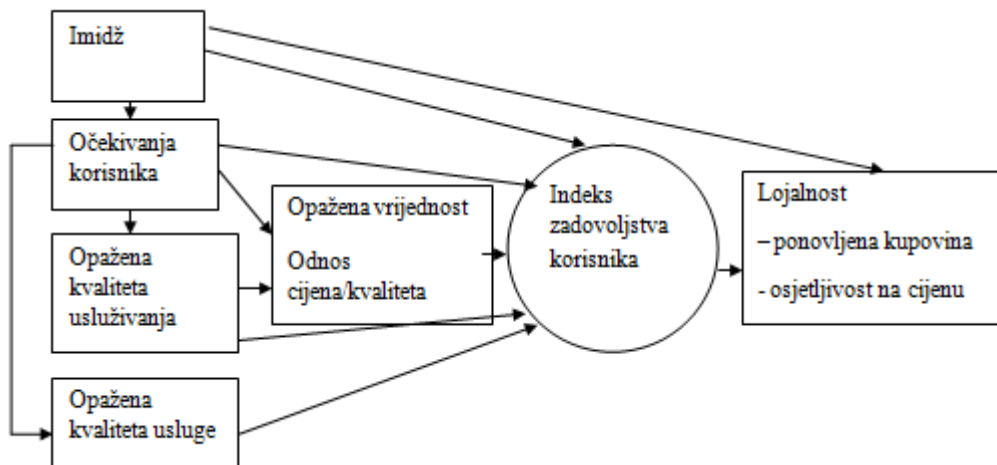 Imidž
Očekivanja
korisnika
Opažena
kvaliteta
usluživanja
Opažena
kvaliteta usluge
Opažena vrijednost
Odnos
cijena/kvaliteta
Indeks
zadovoljstva
korisnika
Lojalnost
– ponovljena kupovina
- osjetljivost na cijenu